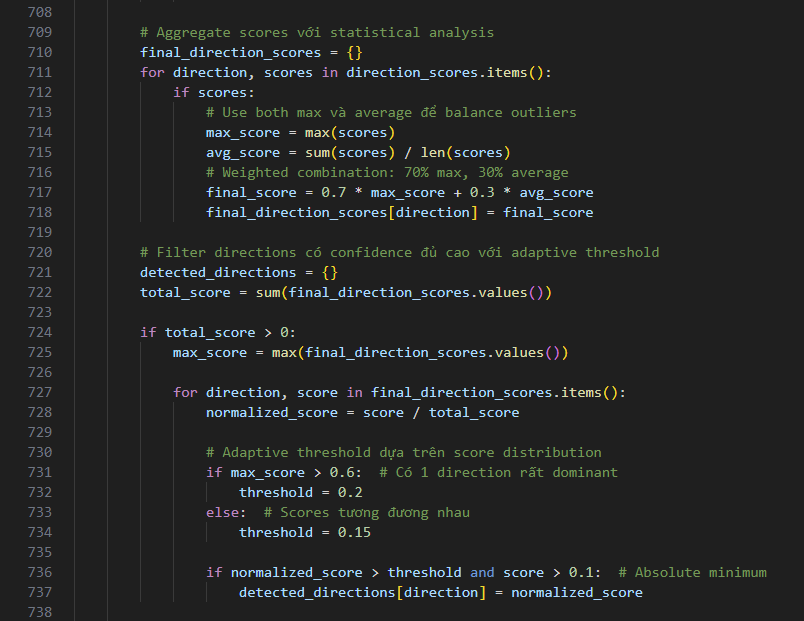 708
709 # Aggregate scores với statistical analysis
710 final_direction_scores = {}
711 for direction, scores in direction_scores.items():
712 if scores:
713 # Use both max và average để balance outliers
714 max_score = max(scores)
715 avg_score = sum(scores) / len(scores)
716 # Weighted combination: 70% max, 30% average
717 final_score = 0.7 * max_score + 0.3 * avg_score
718 final_direction_scores[direction] = final_score
719
720 # Filter directions có confidence đủ cao với adaptive threshold
721 detected_directions = {}
722 total_score = sum(final_direction_scores.values())
723
724 if total_score > 0:
725 max_score = max(final_direction_scores.values())
726
727 for direction, score in final_direction_scores.items():
728 normalized_score = score / total_score
729
730 # Adaptive threshold dựa trên score distribution
731 if max_score > 0.6:  # Có 1 direction rất dominant
732 threshold = 0.2
733 else:  # Scores tương đương nhau
734 threshold = 0.15
735
736 if normalized_score > threshold and score > 0.1:  # Absolute minimum
737 detected_directions[direction] = normalized_score
738